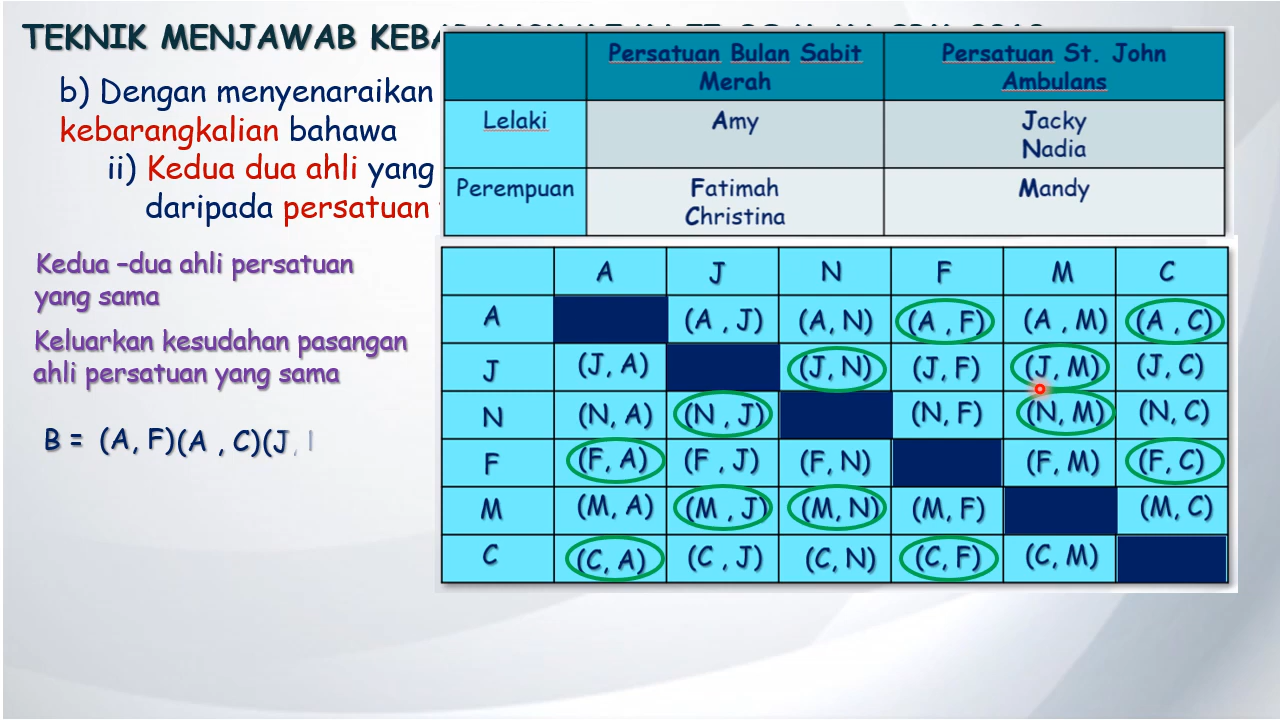 TEKNIK MENJAWAB
b) Dengan menyenaraikan
kebarangkalian bahawa
ii) Kedua dua ahli yang
daripada persatuan
Kedua –dua ahli persatuan
yang sama
Keluarkan kesudahan pasangan
ahli persatuan yang sama
B = (A, F)(A , C)(J,
Persatuan Bulan Sabit Merah Persatuan St. John Ambulans
Lelaki Amy Jacky
Nadia
Perempuan Fatimah Mandy
Christina
A J N F M C
A (A , J) (A, N) (A , F) (A , M) (A , C)
J (J, A) (J, N) (J, F) (J, M) (J, C)
N (N, A) (N , J) (N, F) (N, M) (N, C)
F (F, A) (F , J) (F, N) (F, M) (F, C)
M (M, A) (M , J) (M, N) (M, F) (M, C)
C (C, A) (C , J) (C, N) (C, F) (C, M)